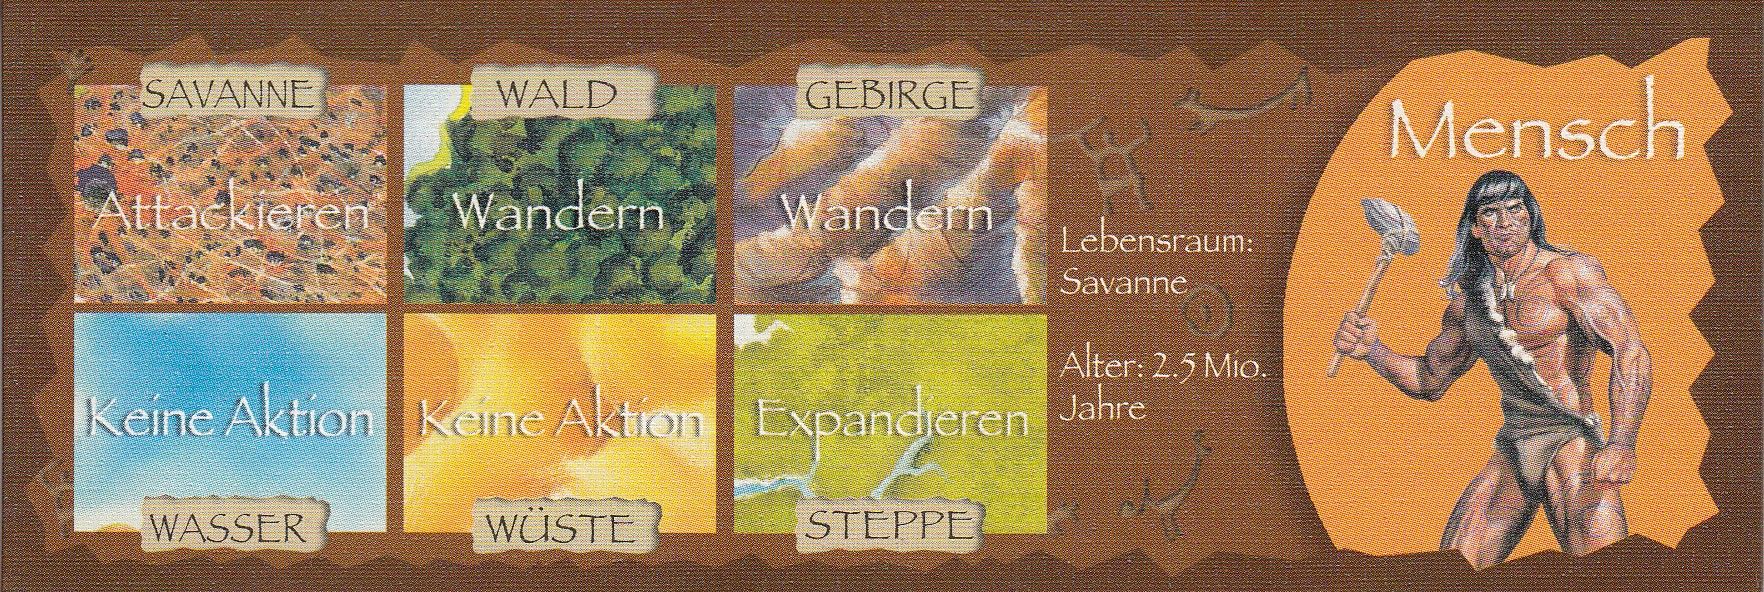 SAVANNE
Attackieren
WALD
Wandern
GEBIRGE
Wandern
Keine Aktion
WASSER
Keine Aktion
WÜSTE
Expandieren
STEPPE
Lebensraum:
Savanne
Alter: 2.5 Mio.
Jahre
Mensch